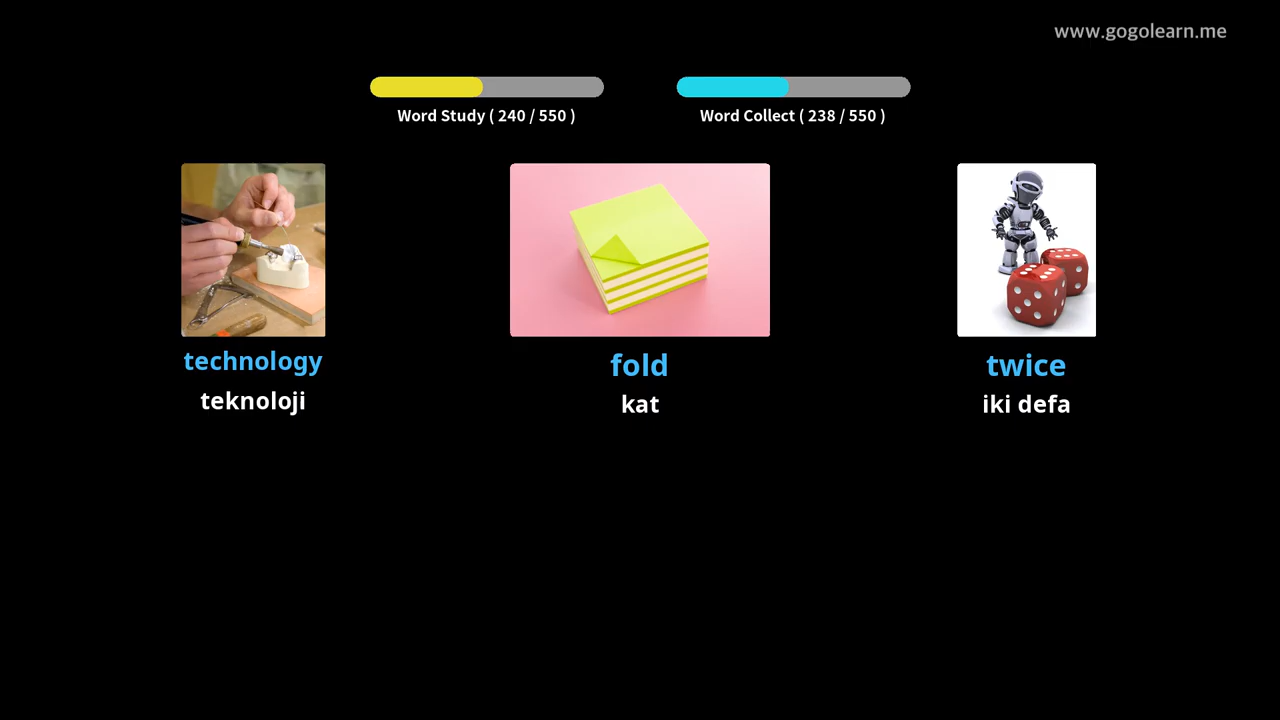 www.gogolearn.me
Word Study ( 240 / 550 )
Word Collect ( 238 / 550 )
technology
teknoloji
fold
kat
twice
iki defa